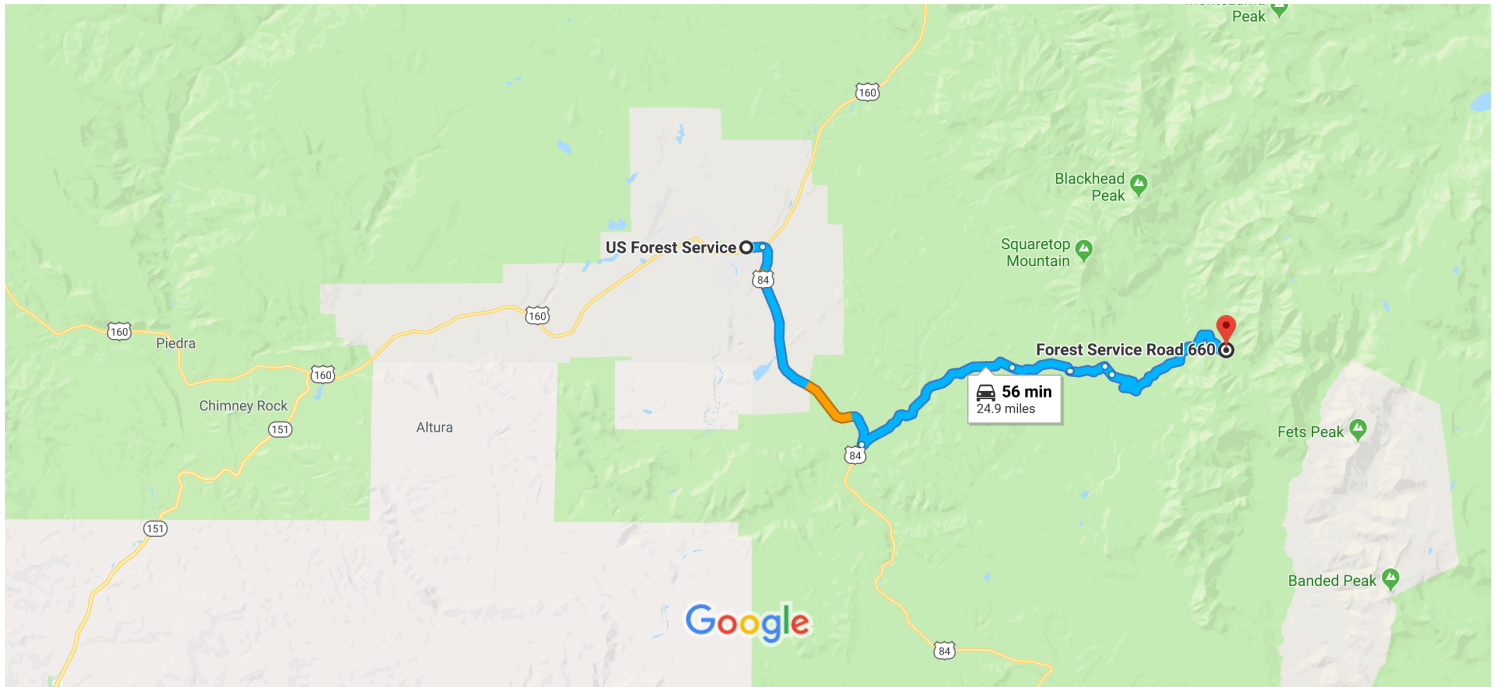 Peak
160
Blackhead
Peak
US Forest Service
Squaretop
Mountain
84
160
160
Piedra
Forest Service Road 660
160
56 min
24.9 miles
Chimney Rock
151
Altura
Fets Peak
84
151
Banded Peak
Google
84